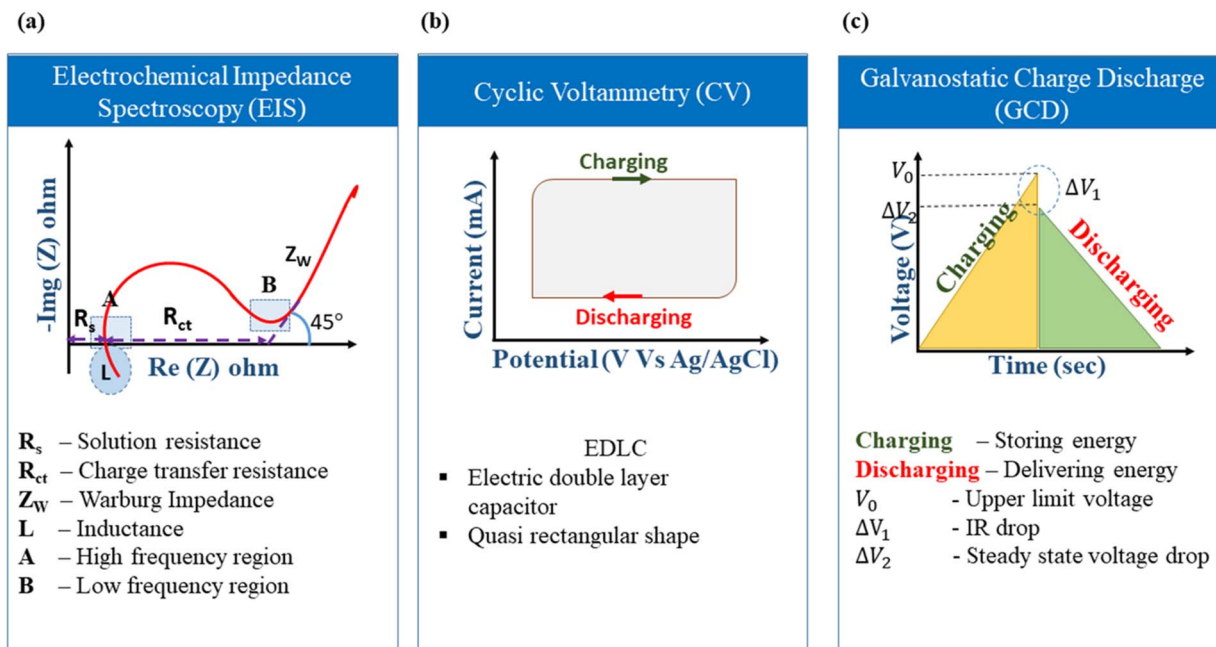 (a)
Electrochemical Impedance
Spectroscopy (EIS)
-Img (Z) ohm
A
B
Z_W
R_s
R_ct
45°
L
Re (Z) ohm
R_s – Solution resistance
R_ct – Charge transfer resistance
Z_W – Warburg Impedance
L – Inductance
A – High frequency region
B – Low frequency region
(b)
Cyclic Voltammetry (CV)
Current (mA)
Charging
Discharging
Potential (V Vs Ag/AgCl)
EDLC
▪ Electric double layer
capacitor
▪ Quasi rectangular shape
(c)
Galvanostatic Charge Discharge
(GCD)
V_0
ΔV_1
ΔV_2
Voltage (V)
Charging
Discharging
Time (sec)
Charging – Storing energy
Discharging – Delivering energy
V_0 - Upper limit voltage
ΔV_1 - IR drop
ΔV_2 - Steady state voltage drop